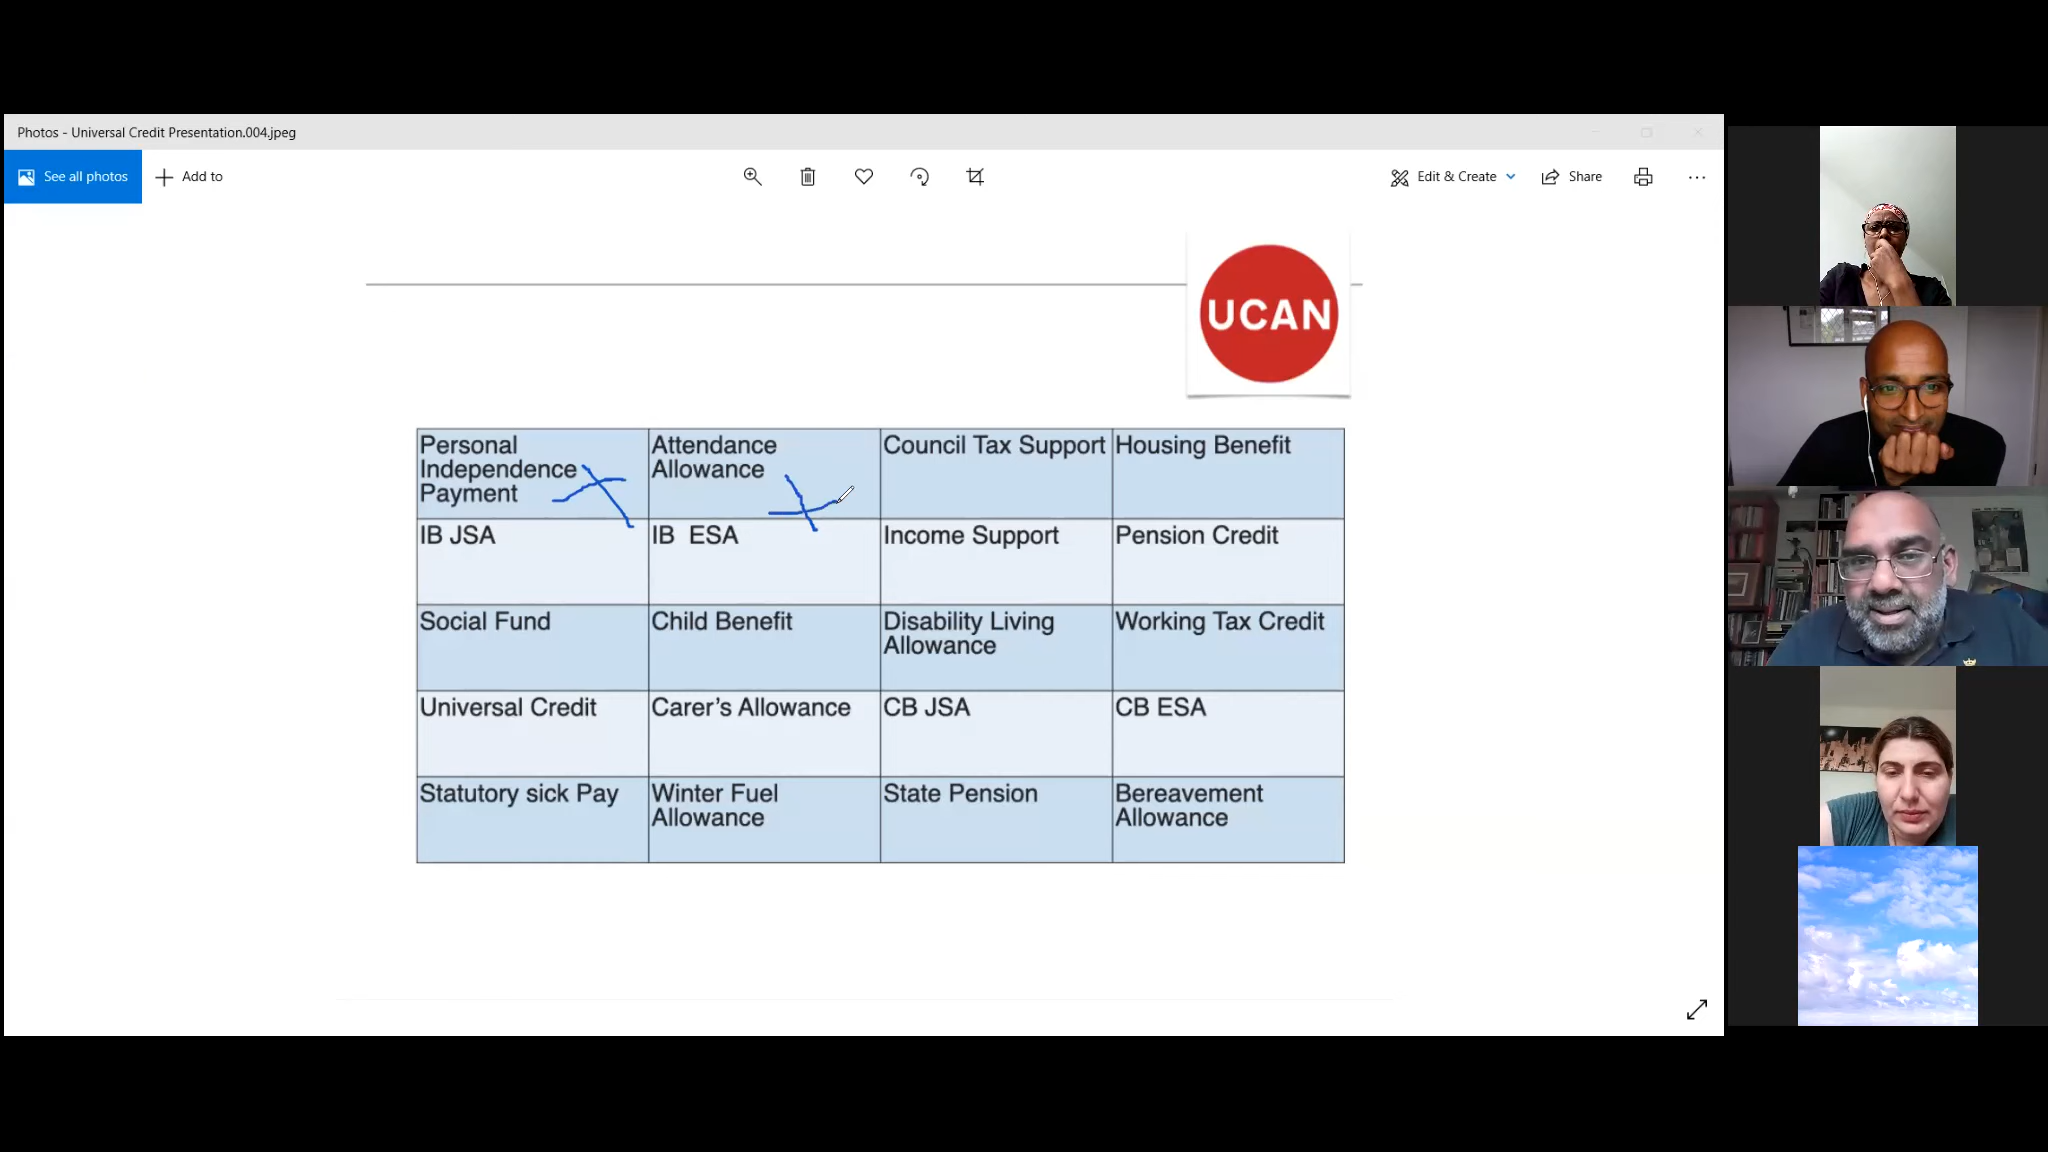 Photos - Universal Credit Presentation.004.jpeg
See all photos
Add to
Edit & Create
Share
UCAN
Personal
Independence
Payment
Attendance
Allowance
Council Tax Support
Housing Benefit
IB JSA
IB ESA
Income Support
Pension Credit
Social Fund
Child Benefit
Disability Living
Allowance
Working Tax Credit
Universal Credit
Carer’s Allowance
CB JSA
CB ESA
Statutory sick Pay
Winter Fuel
Allowance
State Pension
Bereavement
Allowance